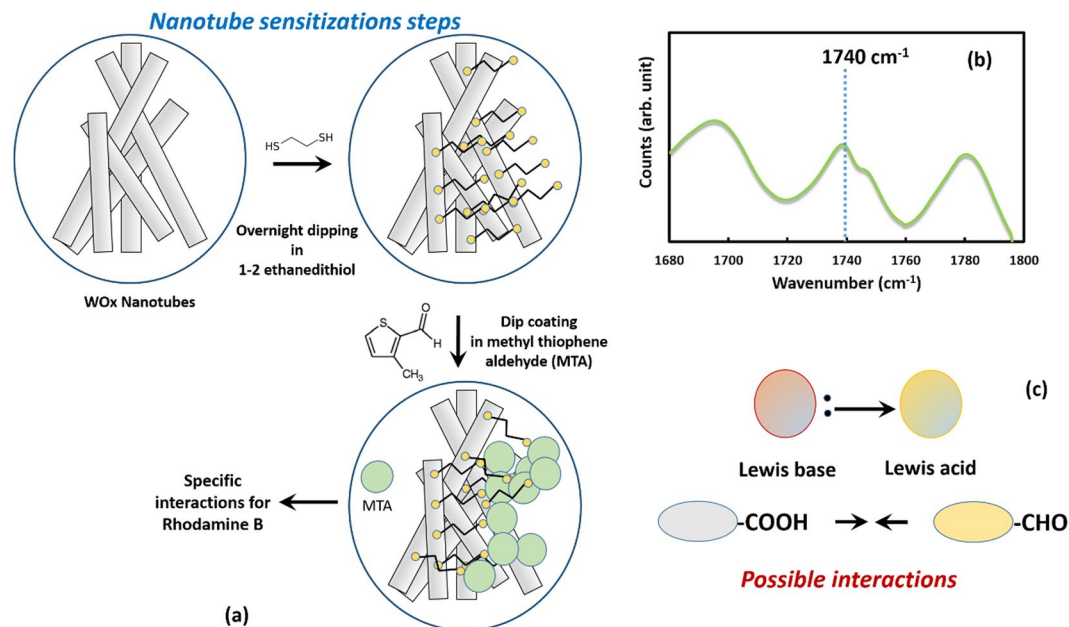 Nanotube sensitizations steps
HS
SH
Overnight dipping
in
1-2 ethanedithiol
WOx Nanotubes
S
O
H
CH3
Dip coating
in methyl thiophene
aldehyde (MTA)
Specific
interactions for
Rhodamine B
MTA
(a)
1740 cm-1
(b)
Counts (arb. unit)
1680 1700 1720 1740 1760 1780 1800
Wavenumber (cm-1)
(c)
Lewis base
Lewis acid
-COOH
-CHO
Possible interactions